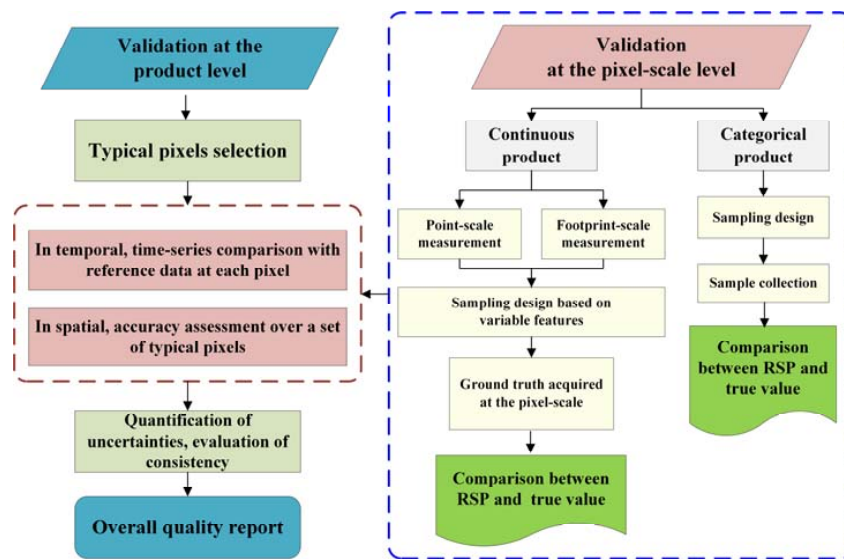 Validation at the
product level
Typical pixels selection
In temporal, time-series comparison with
reference data at each pixel
In spatial, accuracy assessment over a set
of typical pixels
Quantification of
uncertainties, evaluation of
consistency
Overall quality report
Validation
at the pixel-scale level
Continuous
product
Categorical
product
Point-scale
measurement
Footprint-scale
measurement
Sampling design based on
variable features
Ground truth acquired
at the pixel-scale
Comparison between
RSP and true value
Sampling design
Sample collection
Comparison
between RSP and
true value